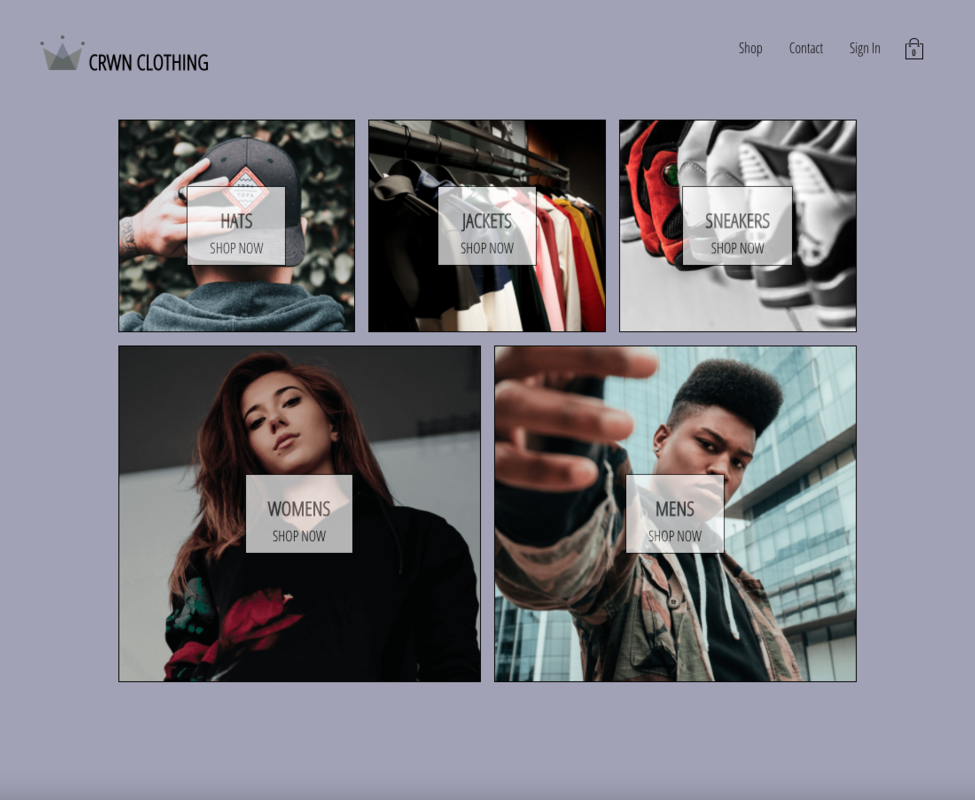 CRWN CLOTHING
Shop
Contact
Sign In
0
HATS
SHOP NOW
JACKETS
SHOP NOW
SNEAKERS
SHOP NOW
WOMENS
SHOP NOW
MENS
SHOP NOW